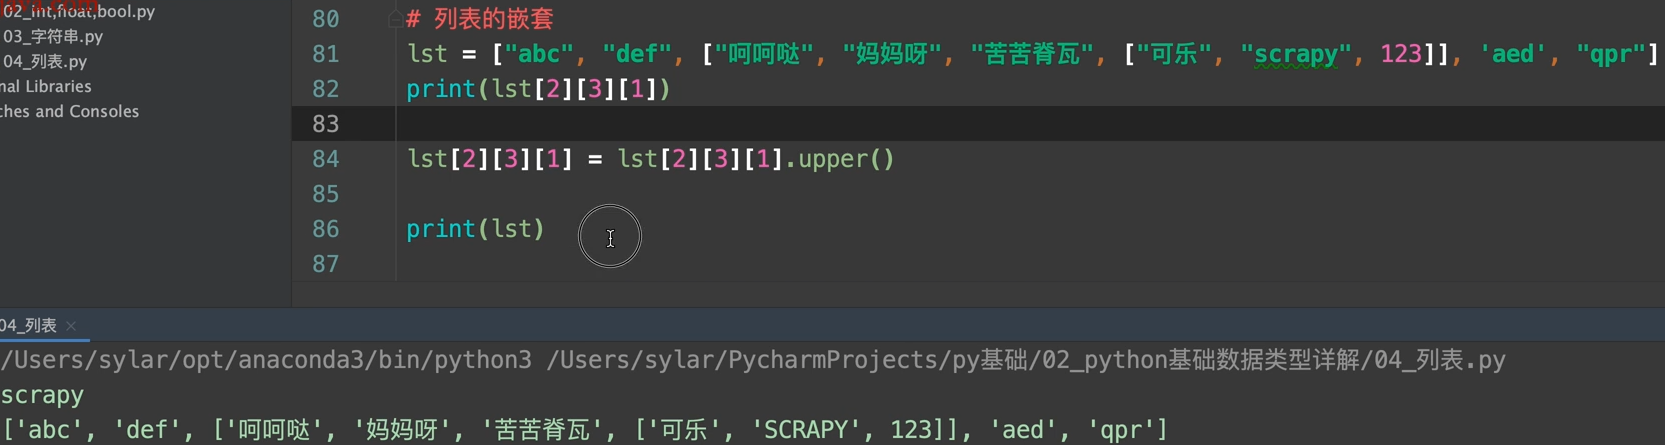 02_int,float,bool.py
03_字符串.py
04_列表.py
nal Libraries
ches and Consoles
80 # 列表的嵌套
81 lst = ["abc", "def", ["呵呵哒", "妈妈呀", "苦苦脊瓦", ["可乐", "scrapy", 123]], 'aed', "qpr"]
82 print(lst[2][3][1])
83
84 lst[2][3][1] = lst[2][3][1].upper()
85
86 print(lst)
87
04_列表 ×
/Users/sylar/opt/anaconda3/bin/python3 /Users/sylar/PycharmProjects/py基础/02_python基础数据类型详解/04_列表.py
scrapy
['abc', 'def', ['呵呵哒', '妈妈呀', '苦苦脊瓦', ['可乐', 'SCRAPY', 123]], 'aed', 'qpr']